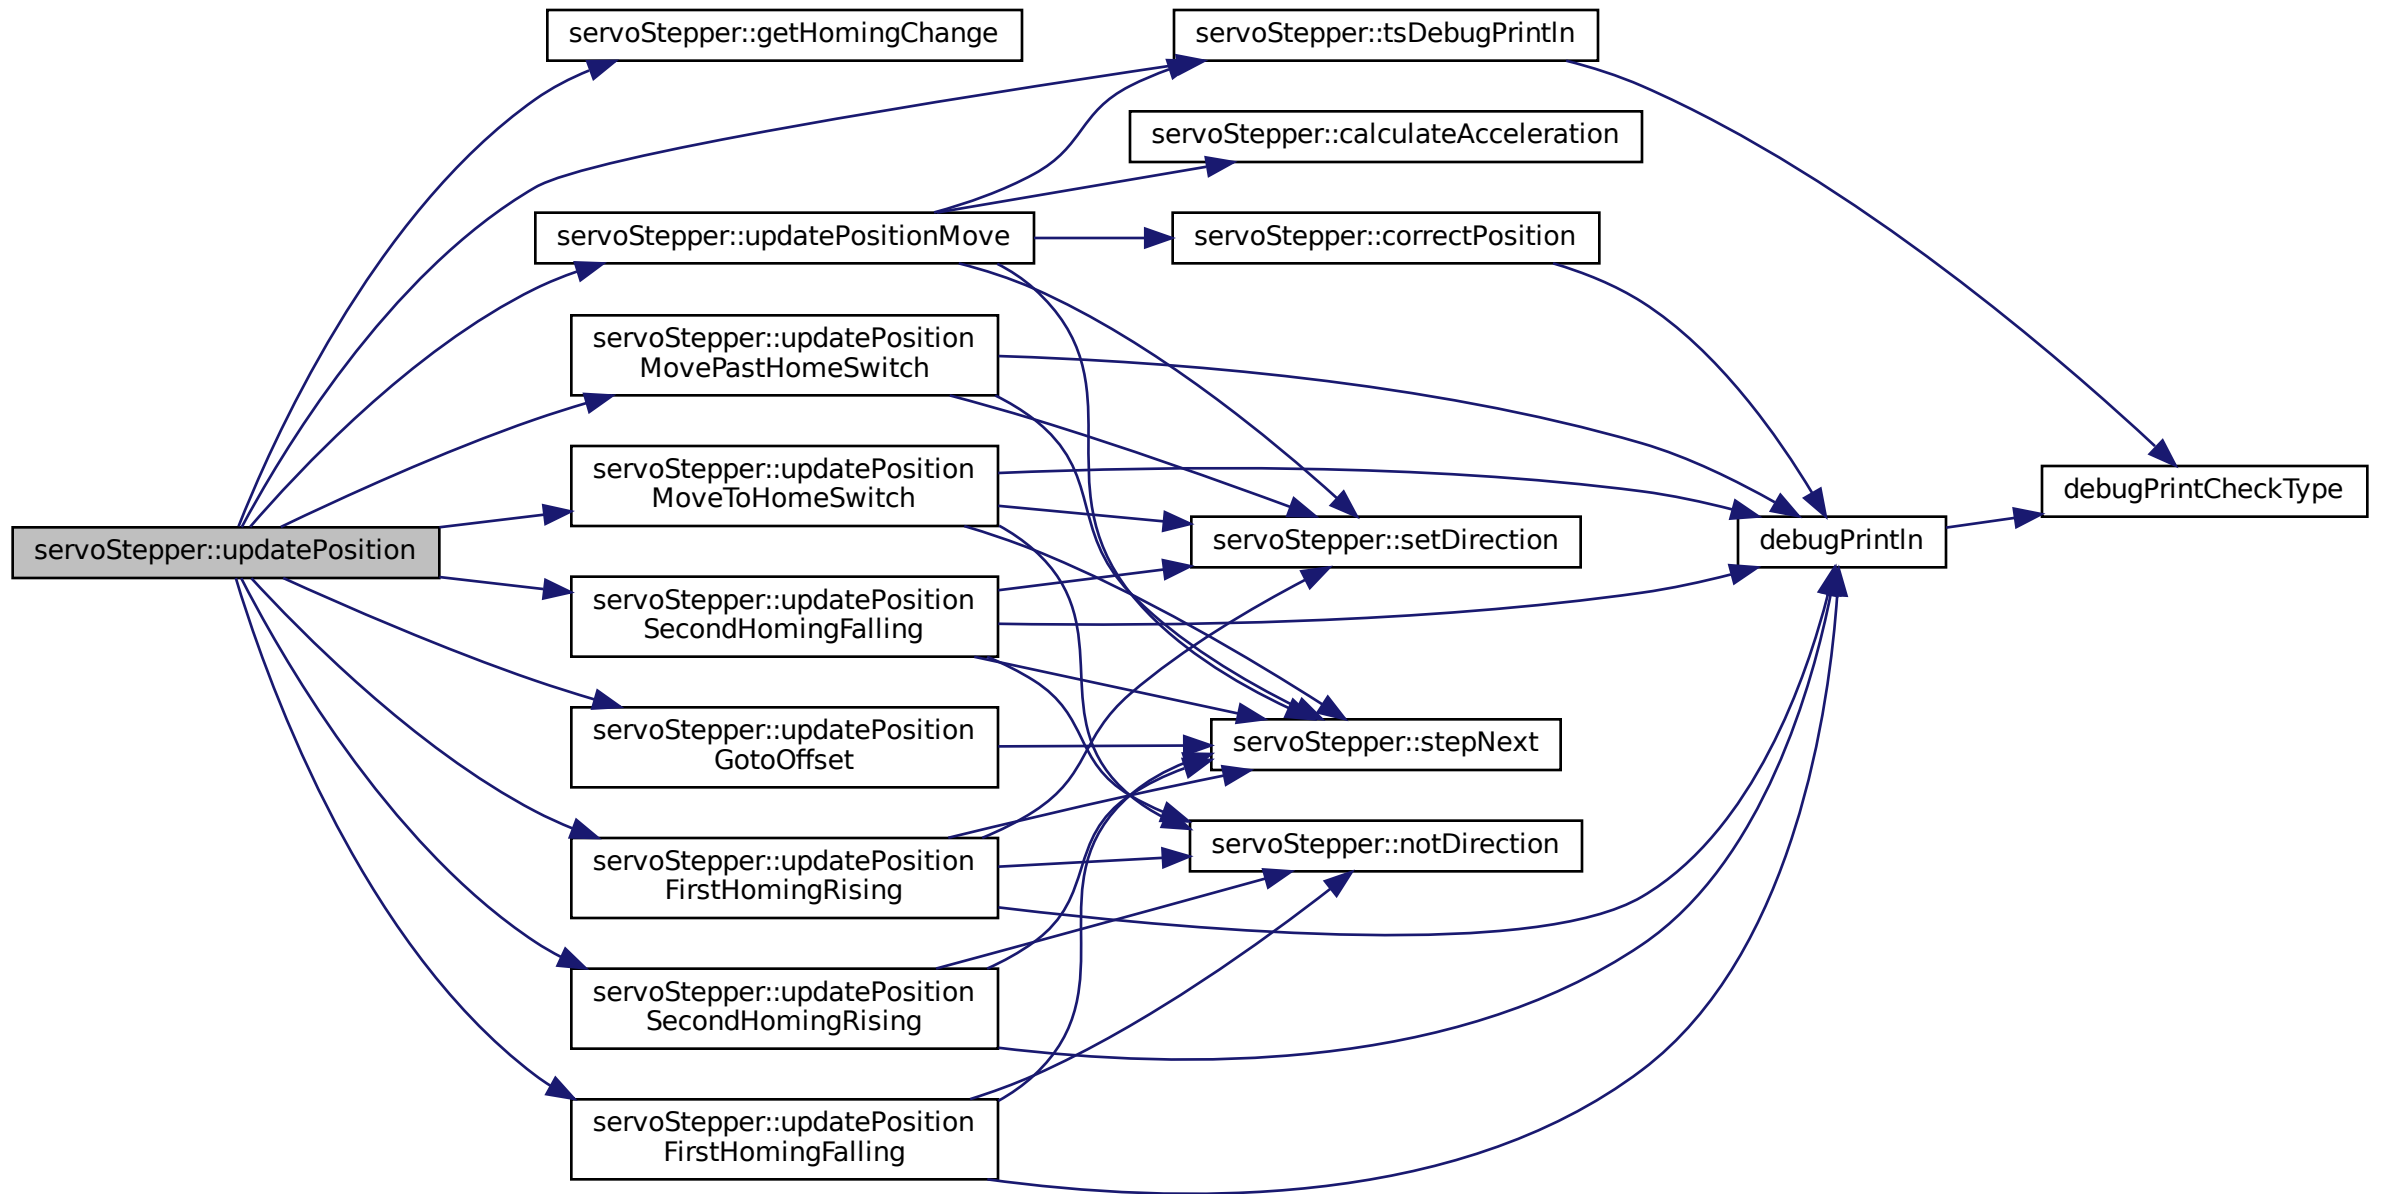 servoStepper::getHomingChange
servoStepper::tsDebugPrintln
servoStepper::calculateAcceleration
servoStepper::updatePositionMove
servoStepper::correctPosition
servoStepper::updatePosition
MovePastHomeSwitch
servoStepper::updatePosition
MoveToHomeSwitch
debugPrintCheckType
servoStepper::updatePosition
servoStepper::setDirection
debugPrintln
servoStepper::updatePosition
SecondHomingFalling
servoStepper::updatePosition
GotoOffset
servoStepper::stepNext
servoStepper::notDirection
servoStepper::updatePosition
FirstHomingRising
servoStepper::updatePosition
SecondHomingRising
servoStepper::updatePosition
FirstHomingFalling